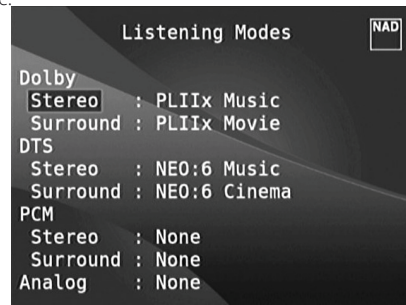 c.
Listening Modes
NAD
Dolby
Stereo : PLIIx Music
Surround : PLIIx Movie
DTS
Stereo : NEO:6 Music
Surround : NEO:6 Cinema
PCM
Stereo : None
Surround : None
Analog : None